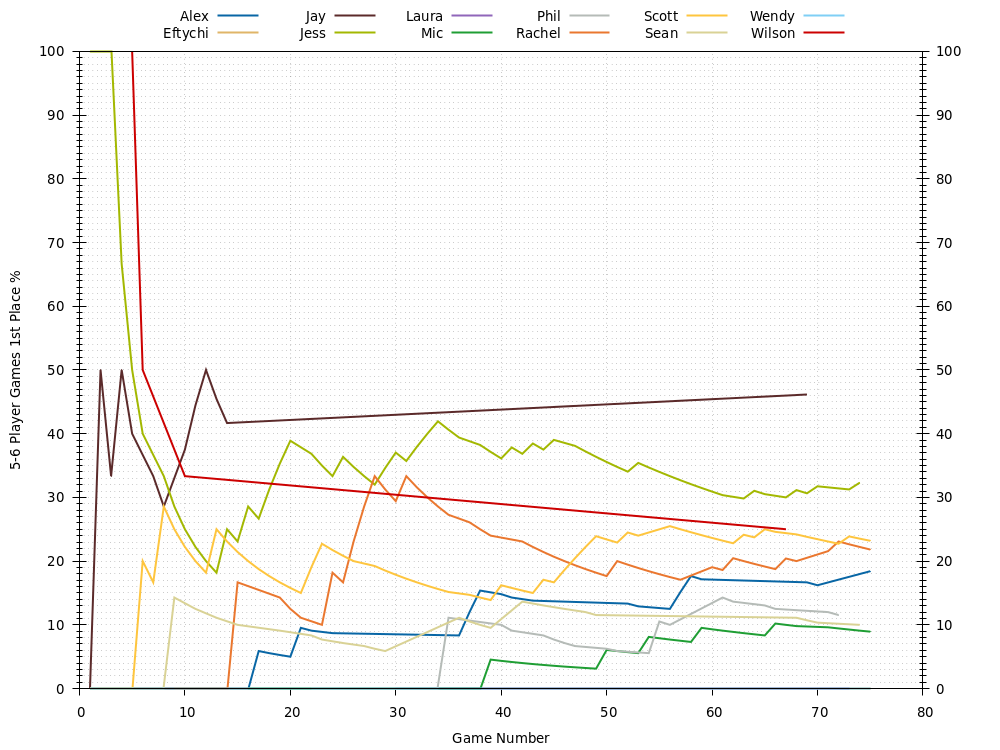 Alex Jay Laura Phil Scott Wendy
Eftychi Jess Mic Rachel Sean Wilson
100 100
90 90
80 80
70 70
60 60
50 50
40 40
30 30
20 20
10 10
0 0
5-6 Player Games 1st Place %
0 10 20 30 40 50 60 70 80
Game Number